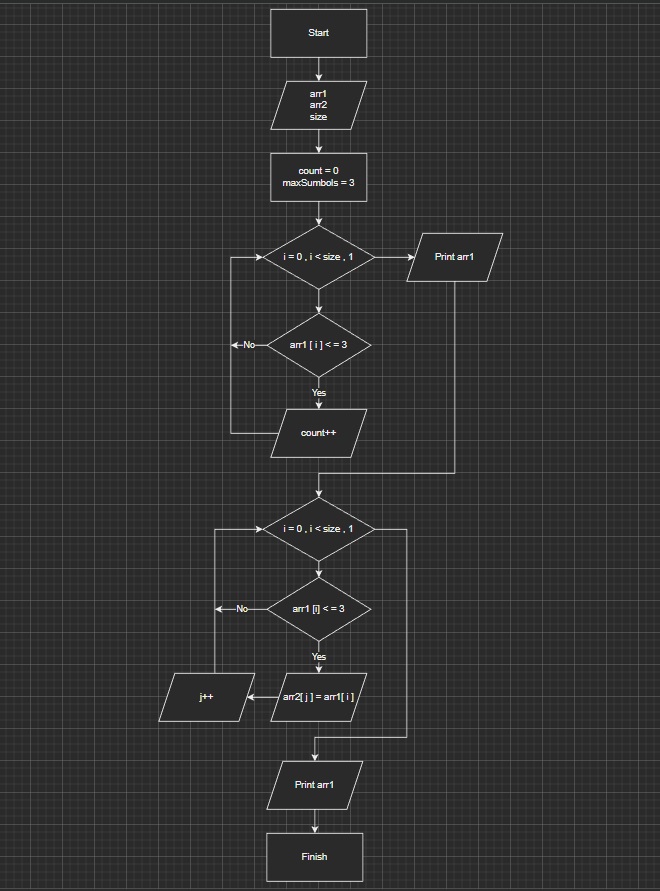 Start
arr1
arr2
size
count = 0
maxSumbols = 3
i = 0 , i < size , 1
Print arr1
arr1 [ i ] < = 3
No
Yes
count++
i = 0 , i < size , 1
arr1 [i] < = 3
No
Yes
j++
arr2[ j ] = arr1[ i ]
Print arr1
Finish